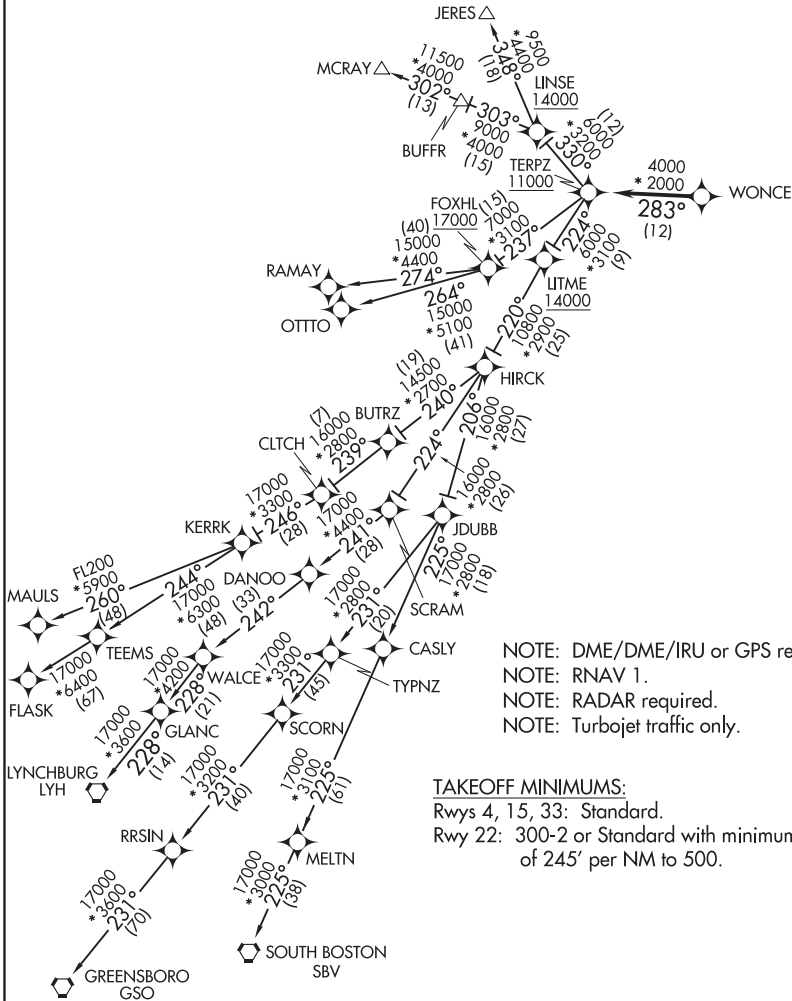 JERES
9500
*4400
348°
(18)
MCRAY
11500
*4000
302°
(13)
LINSE
14000
303°
9000
*4000
(15)
BUFFR
(12)
6000
*3200
330°
TERPZ
11000
4000
*2000
283°
(12)
WONCE
FOXHL
17000
(15)
7000
*3100
237°
224°
6000
*3100
(9)
(40)
15000
*4400
274°
RAMAY
OTTTO
264°
15000
*5100
(41)
LITME
14000
220°
10800
*2900
(25)
HIRCK
(19)
14500
*2700
240°
BUTRZ
206°
16000
*2800
(27)
(7)
16000
*2800
239°
CLTCH
224°
16000
*2800
(26)
17000
*3300
246°
(28)
KERRK
17000
*4400
241°
(28)
JDUBB
SCRAM
225°
17000
*2800
(18)
FL200
*5900
260°
(48)
MAULS
244°
17000
*6300
(48)
DANOO
(33)
242°
17000
*2800
231°
(20)
CASLY
TEEMS
17000
*6400
(67)
FLASK
WALCE
17000
*4200
228°
(21)
TYPNZ
17000
*3300
231°
(45)
GLANC
SCORN
17000
*3600
228°
(14)
LYNCHBURG
LYH
17000
*3200
231°
(40)
17000
*3100
225°
(61)
RRSIN
MELTN
17000
*3600
231°
(70)
17000
*3000
225°
(38)
GREENSBORO
GSO
SOUTH BOSTON
SBV
NOTE: DME/DME/IRU or GPS re
NOTE: RNAV 1.
NOTE: RADAR required.
NOTE: Turbojet traffic only.
TAKEOFF MINIMUMS:
Rwys 4, 15, 33: Standard.
Rwy 22: 300-2 or Standard with minimum
of 245' per NM to 500.